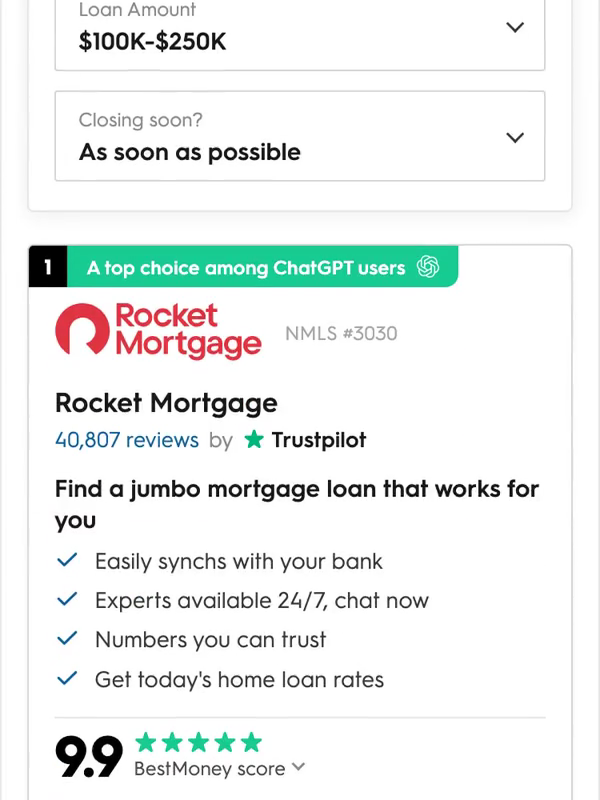 Loan Amount
$100K-$250K
Closing soon?
As soon as possible
1
A top choice among ChatGPT users
Rocket
Mortgage
NMLS #3030
Rocket Mortgage
40,807 reviews by Trustpilot
Find a jumbo mortgage loan that works for
you
Easily synchs with your bank
Experts available 24/7, chat now
Numbers you can trust
Get today's home loan rates
9.9
BestMoney score